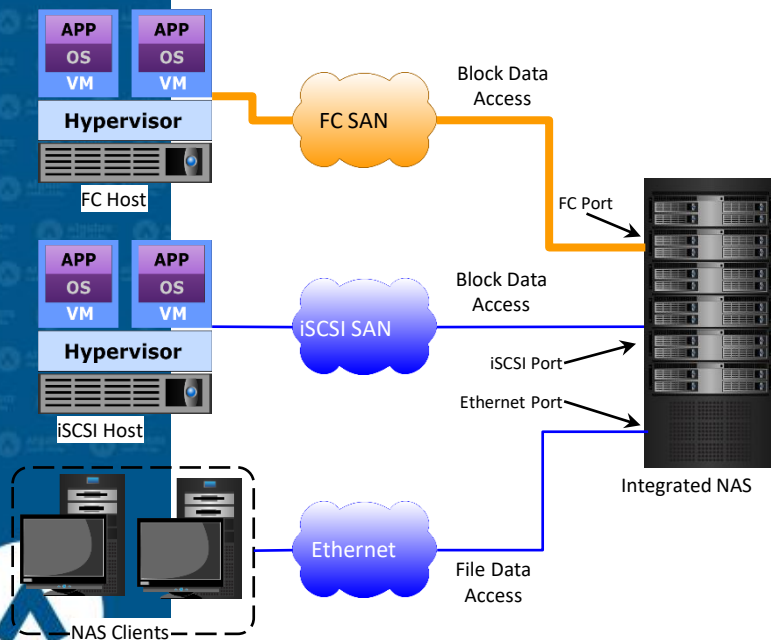 APP
APP
OS
OS
VM
VM
Hypervisor
FC Host
FC SAN
Block Data
Access
FC Port
APP
APP
OS
OS
VM
VM
Hypervisor
iSCSI Host
iSCSI SAN
Block Data
Access
iSCSI Port
Ethernet Port
Integrated NAS
Ethernet
File Data
Access
NAS Clients